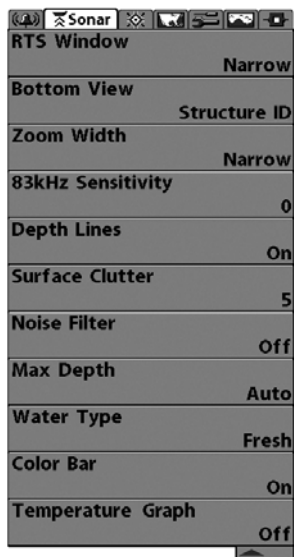 Sonar
RTS Window
Narrow
Bottom View
Structure ID
Zoom Width
Narrow
83kHz Sensitivity
0
Depth Lines
On
Surface Clutter
5
Noise Filter
Off
Max Depth
Auto
Water Type
Fresh
Color Bar
On
Temperature Graph
Off